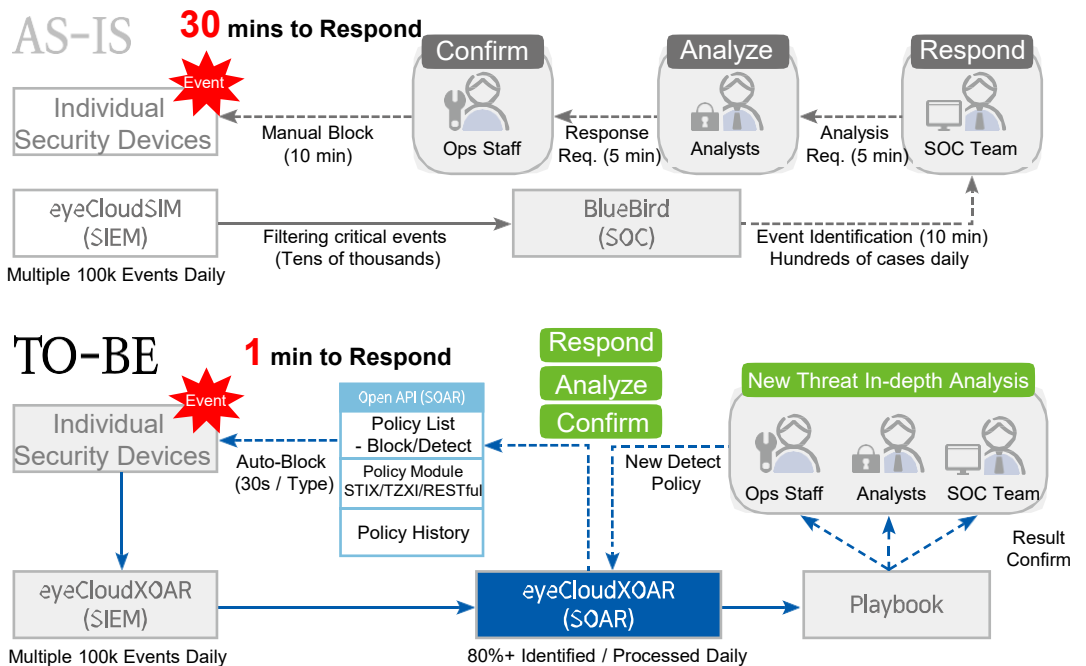 AS-IS
30 mins to Respond
Event
Individual
Security Devices
Manual Block
(10 min)
Confirm
Ops Staff
Response
Req. (5 min)
Analyze
Analysts
Analysis
Req. (5 min)
Respond
SOC Team
eyeCloudSIM
(SIEM)
Multiple 100k Events Daily
Filtering critical events
(Tens of thousands)
BlueBird
(SOC)
Event Identification (10 min)
Hundreds of cases daily
TO-BE
1 min to Respond
Event
Individual
Security Devices
Auto-Block
(30s / Type)
Open API (SOAR)
Policy List
- Block/Detect
Policy Module
STIX/TZXI/RESTful
Policy History
Respond
Analyze
Confirm
New Detect
Policy
New Threat In-depth Analysis
Ops Staff
Analysts
SOC Team
Result
Confirm
eyeCloudXOAR
(SIEM)
Multiple 100k Events Daily
eyeCloudXOAR
(SOAR)
80%+ Identified / Processed Daily
Playbook